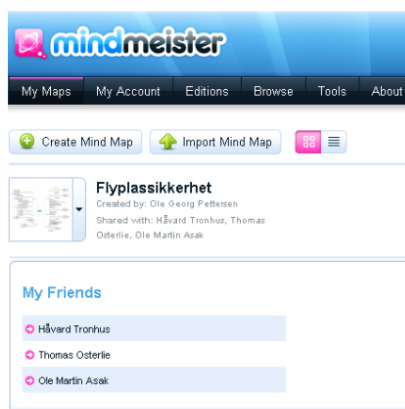 mindmeister
My Maps My Account Editions Browse Tools About
Create Mind Map Import Mind Map
Flyplassikkerhet
Created by: Ole Georg Pettersen
Shared with: Håvard Tronhus, Thomas
Osterlie, Ole Martin Asak
My Friends
Håvard Tronhus
Thomas Osterlie
Ole Martin Asak